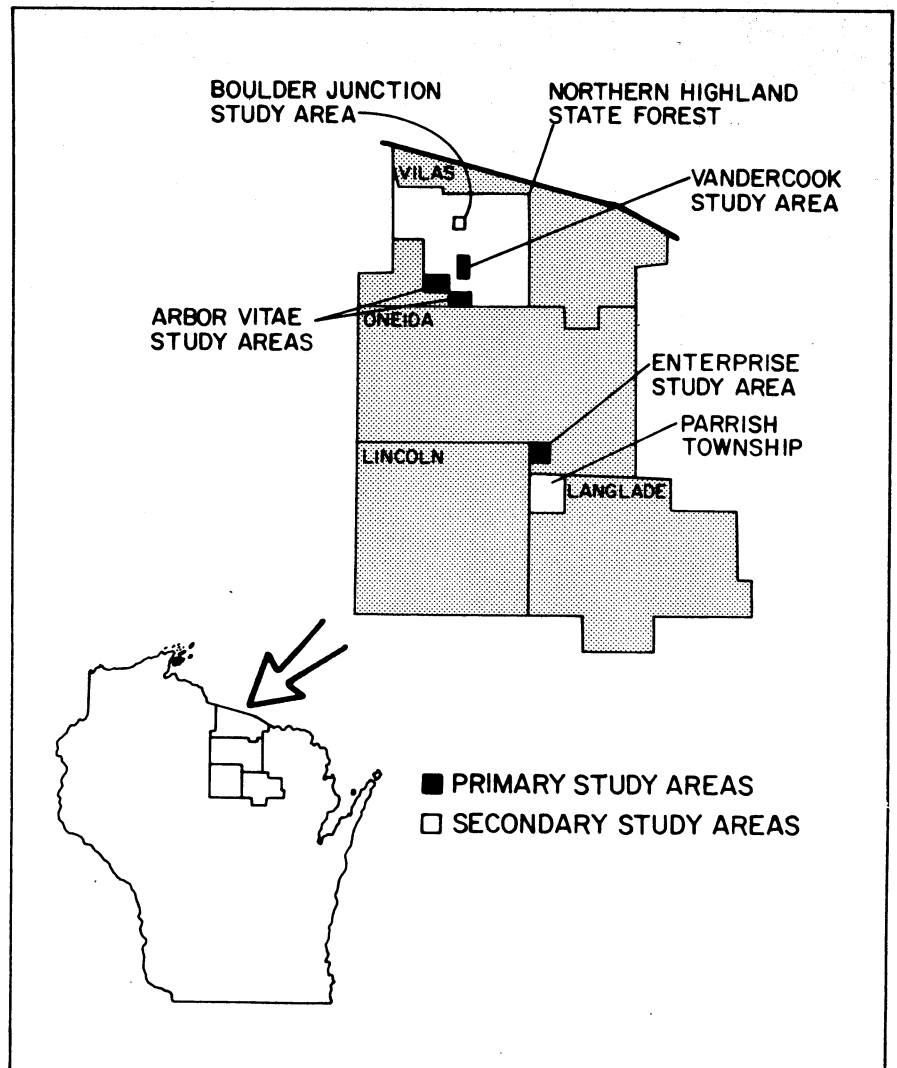 BOULDER JUNCTION
STUDY AREA
NORTHERN HIGHLAND
STATE FOREST
VILAS
VANDERCOOK
STUDY AREA
ARBOR VITAE
STUDY AREAS
ONEIDA
ENTERPRISE
STUDY AREA
PARRISH
TOWNSHIP
LINCOLN
LANGLADE
PRIMARY STUDY AREAS
SECONDARY STUDY AREAS